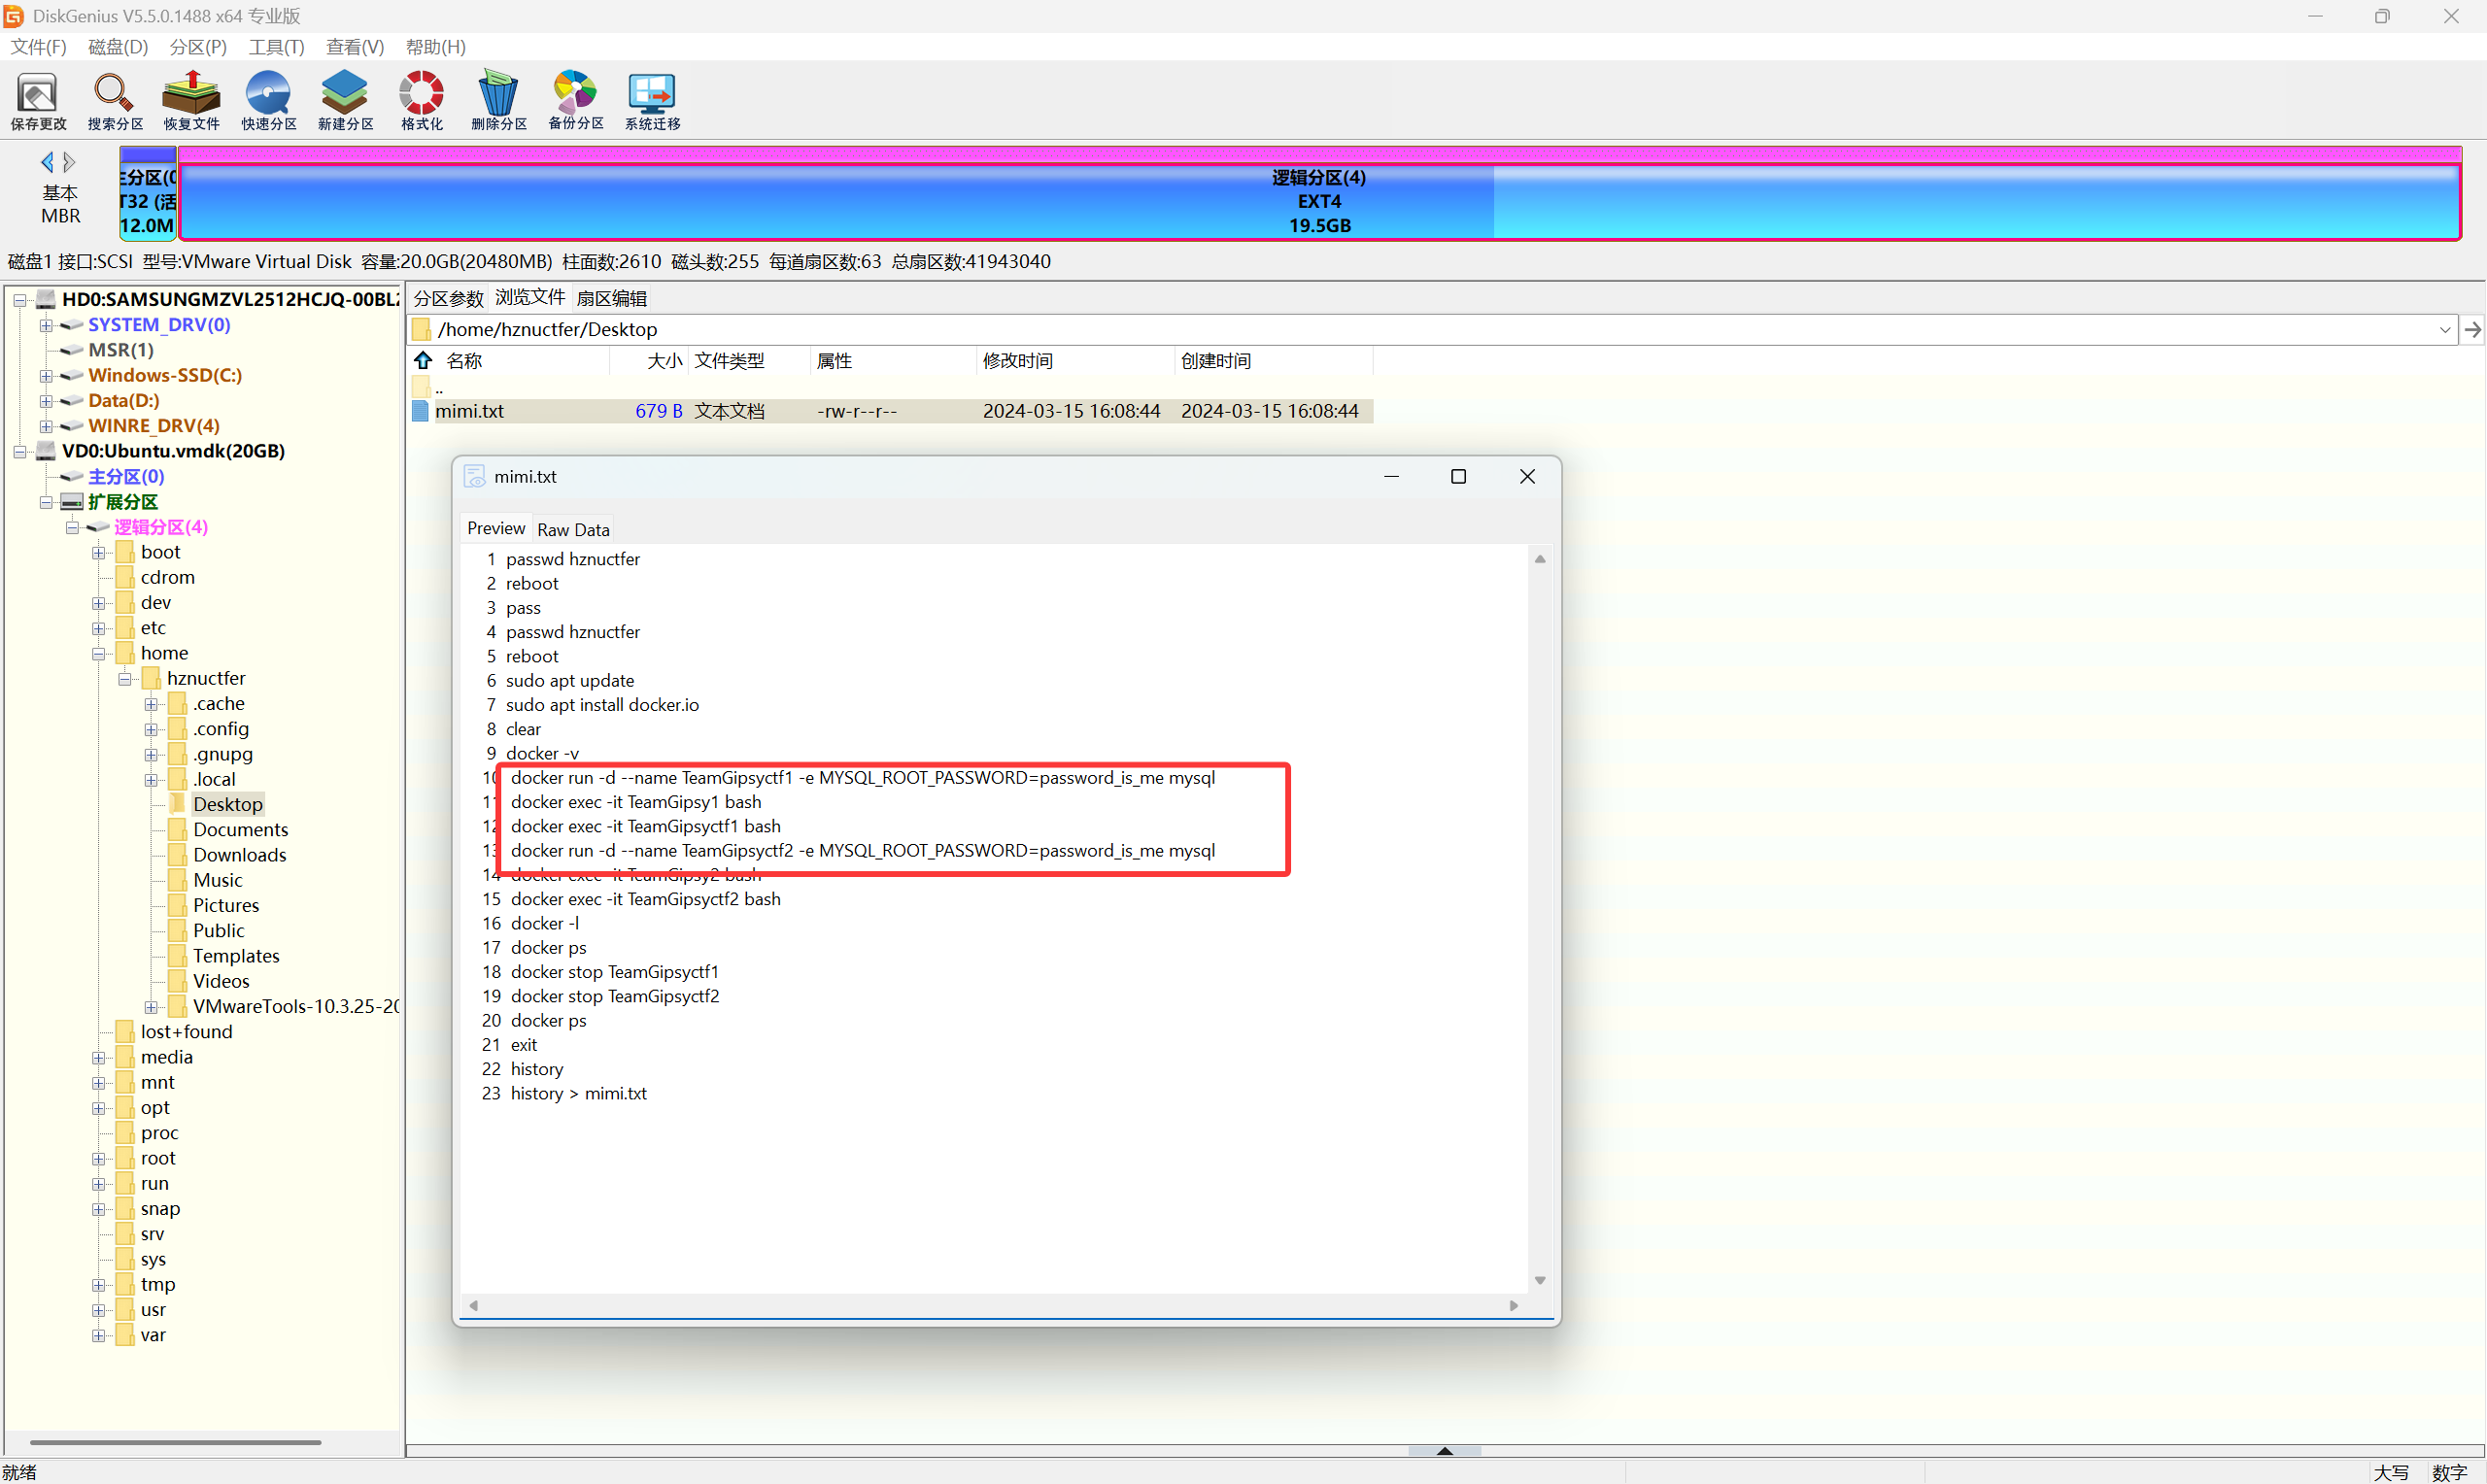 DiskGenius V5.5.0.1488 x64 专业版
文件(F) 磁盘(D) 分区(P) 工具(T) 查看(V) 帮助(H)
保存更改 搜索分区 恢复文件 快速分区 新建分区 格式化 删除分区 备份分区 系统迁移
基本
MBR
主分区(0
T32 (活
12.0M
逻辑分区(4)
EXT4
19.5GB
磁盘1 接口:SCSI 型号:VMware Virtual Disk 容量:20.0GB(20480MB) 柱面数:2610 磁头数:255 每道扇区数:63 总扇区数:41943040
HD0:SAMSUNGMZVL2512HCJQ-00BL2
SYSTEM_DRV(0)
MSR(1)
Windows-SSD(C:)
Data(D:)
WINRE_DRV(4)
VD0:Ubuntu.vmdk(20GB)
主分区(0)
扩展分区
逻辑分区(4)
boot
cdrom
dev
etc
home
hznuctfer
.cache
.config
.gnupg
.local
Desktop
Documents
Downloads
Music
Pictures
Public
Templates
Videos
VMwareTools-10.3.25-20
lost+found
media
mnt
opt
proc
root
run
snap
srv
sys
tmp
usr
var
分区参数 浏览文件 扇区编辑
/home/hznuctfer/Desktop
名称 大小 文件类型 属性 修改时间 创建时间
..
mimi.txt 679 B 文本文档 -rw-r--r-- 2024-03-15 16:08:44 2024-03-15 16:08:44
mimi.txt
Preview Raw Data
1 passwd hznuctfer
2 reboot
3 pass
4 passwd hznuctfer
5 reboot
6 sudo apt update
7 sudo apt install docker.io
8 clear
9 docker -v
10 docker run -d --name TeamGipsyctf1 -e MYSQL_ROOT_PASSWORD=password_is_me mysql
11 docker exec -it TeamGipsy1 bash
12 docker exec -it TeamGipsyctf1 bash
13 docker run -d --name TeamGipsyctf2 -e MYSQL_ROOT_PASSWORD=password_is_me mysql
14 docker exec -it TeamGipsy2 bash
15 docker exec -it TeamGipsyctf2 bash
16 docker -l
17 docker ps
18 docker stop TeamGipsyctf1
19 docker stop TeamGipsyctf2
20 docker ps
21 exit
22 history
23 history > mimi.txt
就绪 大写 数字